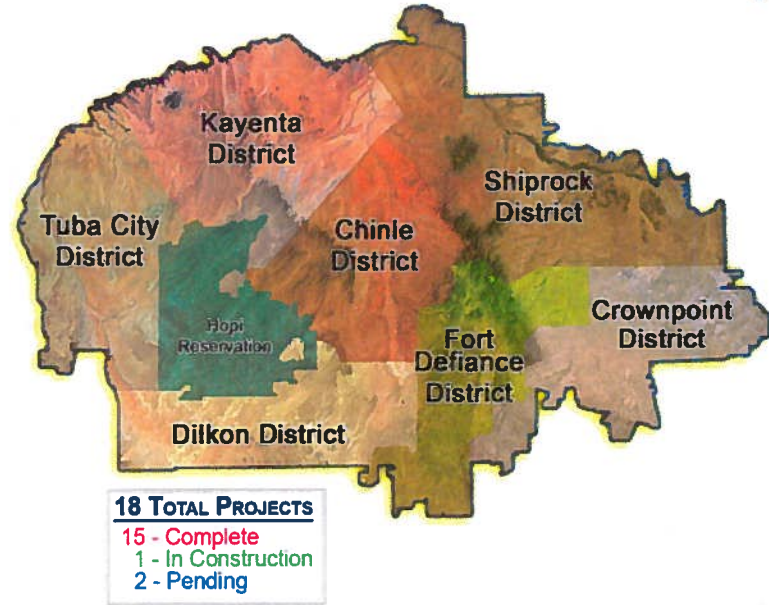 Kayenta
District
Shiprock
District
Tuba City
District
Chinle
District
Hopi
Reservation
Crownpoint
District
Fort
Defiance
District
Dilkon District
18 TOTAL PROJECTS
15 - Complete
1 - In Construction
2 - Pending